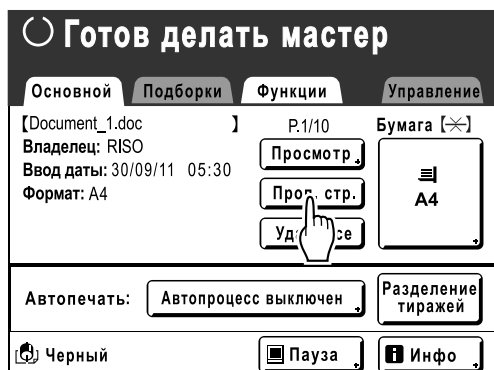 Готов делать мастер
Основной Подборки Функции Управление
【Document_1.doc 】 P.1/10 Бумага【】
Владелец: RISO
Просмотр
Ввод даты: 30/09/11 05:30
Формат: A4
стр.
A4
Автопечать: Автопроцесс выключен
Разделение
тиражей
Черный Пауза Инфо